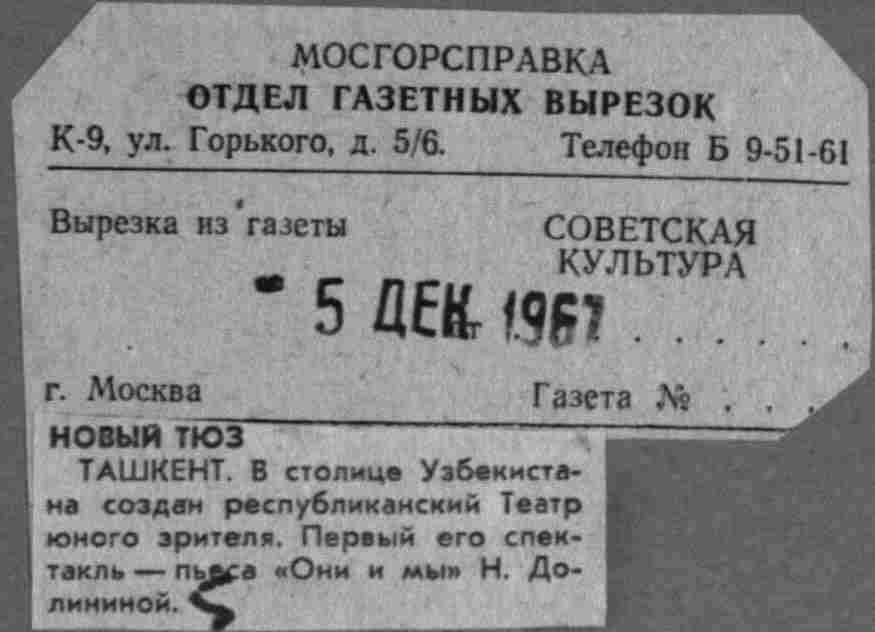 МОСГОРСПРАВКА
ОТДЕЛ ГАЗЕТНЫХ ВЫРЕЗОК
К-9, ул. Горького, д. 5/6. Телефон Б 9-51-61
Вырезка из газеты СОВЕТСКАЯ
КУЛЬТУРА
- 5 ДЕК 1967 . . . . . .
г. Москва Газета № . . .
НОВЫЙ ТЮЗ
ТАШКЕНТ. В столице Узбекиста-
на создан республиканский Театр
юного зрителя. Первый его спек-
такль — пьеса «Они и мы» Н. До-
лининой.